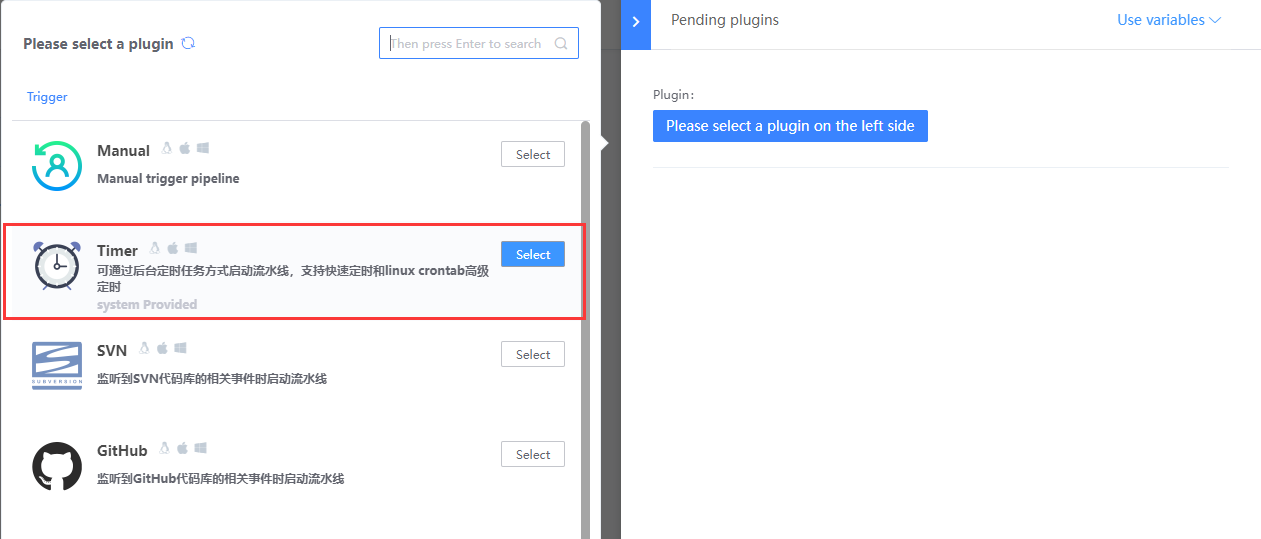 Please select a plugin
Then press Enter to search
Trigger
Manual
Manual trigger pipeline
Select
Timer
可通过后台定时任务方式启动流水线，支持快速定时和linux crontab高级
定时
system Provided
Select
SVN
监听到SVN代码库的相关事件时启动流水线
Select
SUBVERSION
GitHub
监听到GitHub代码库的相关事件时启动流水线
Select
Pending plugins
Use variables
Plugin：
Please select a plugin on the left side